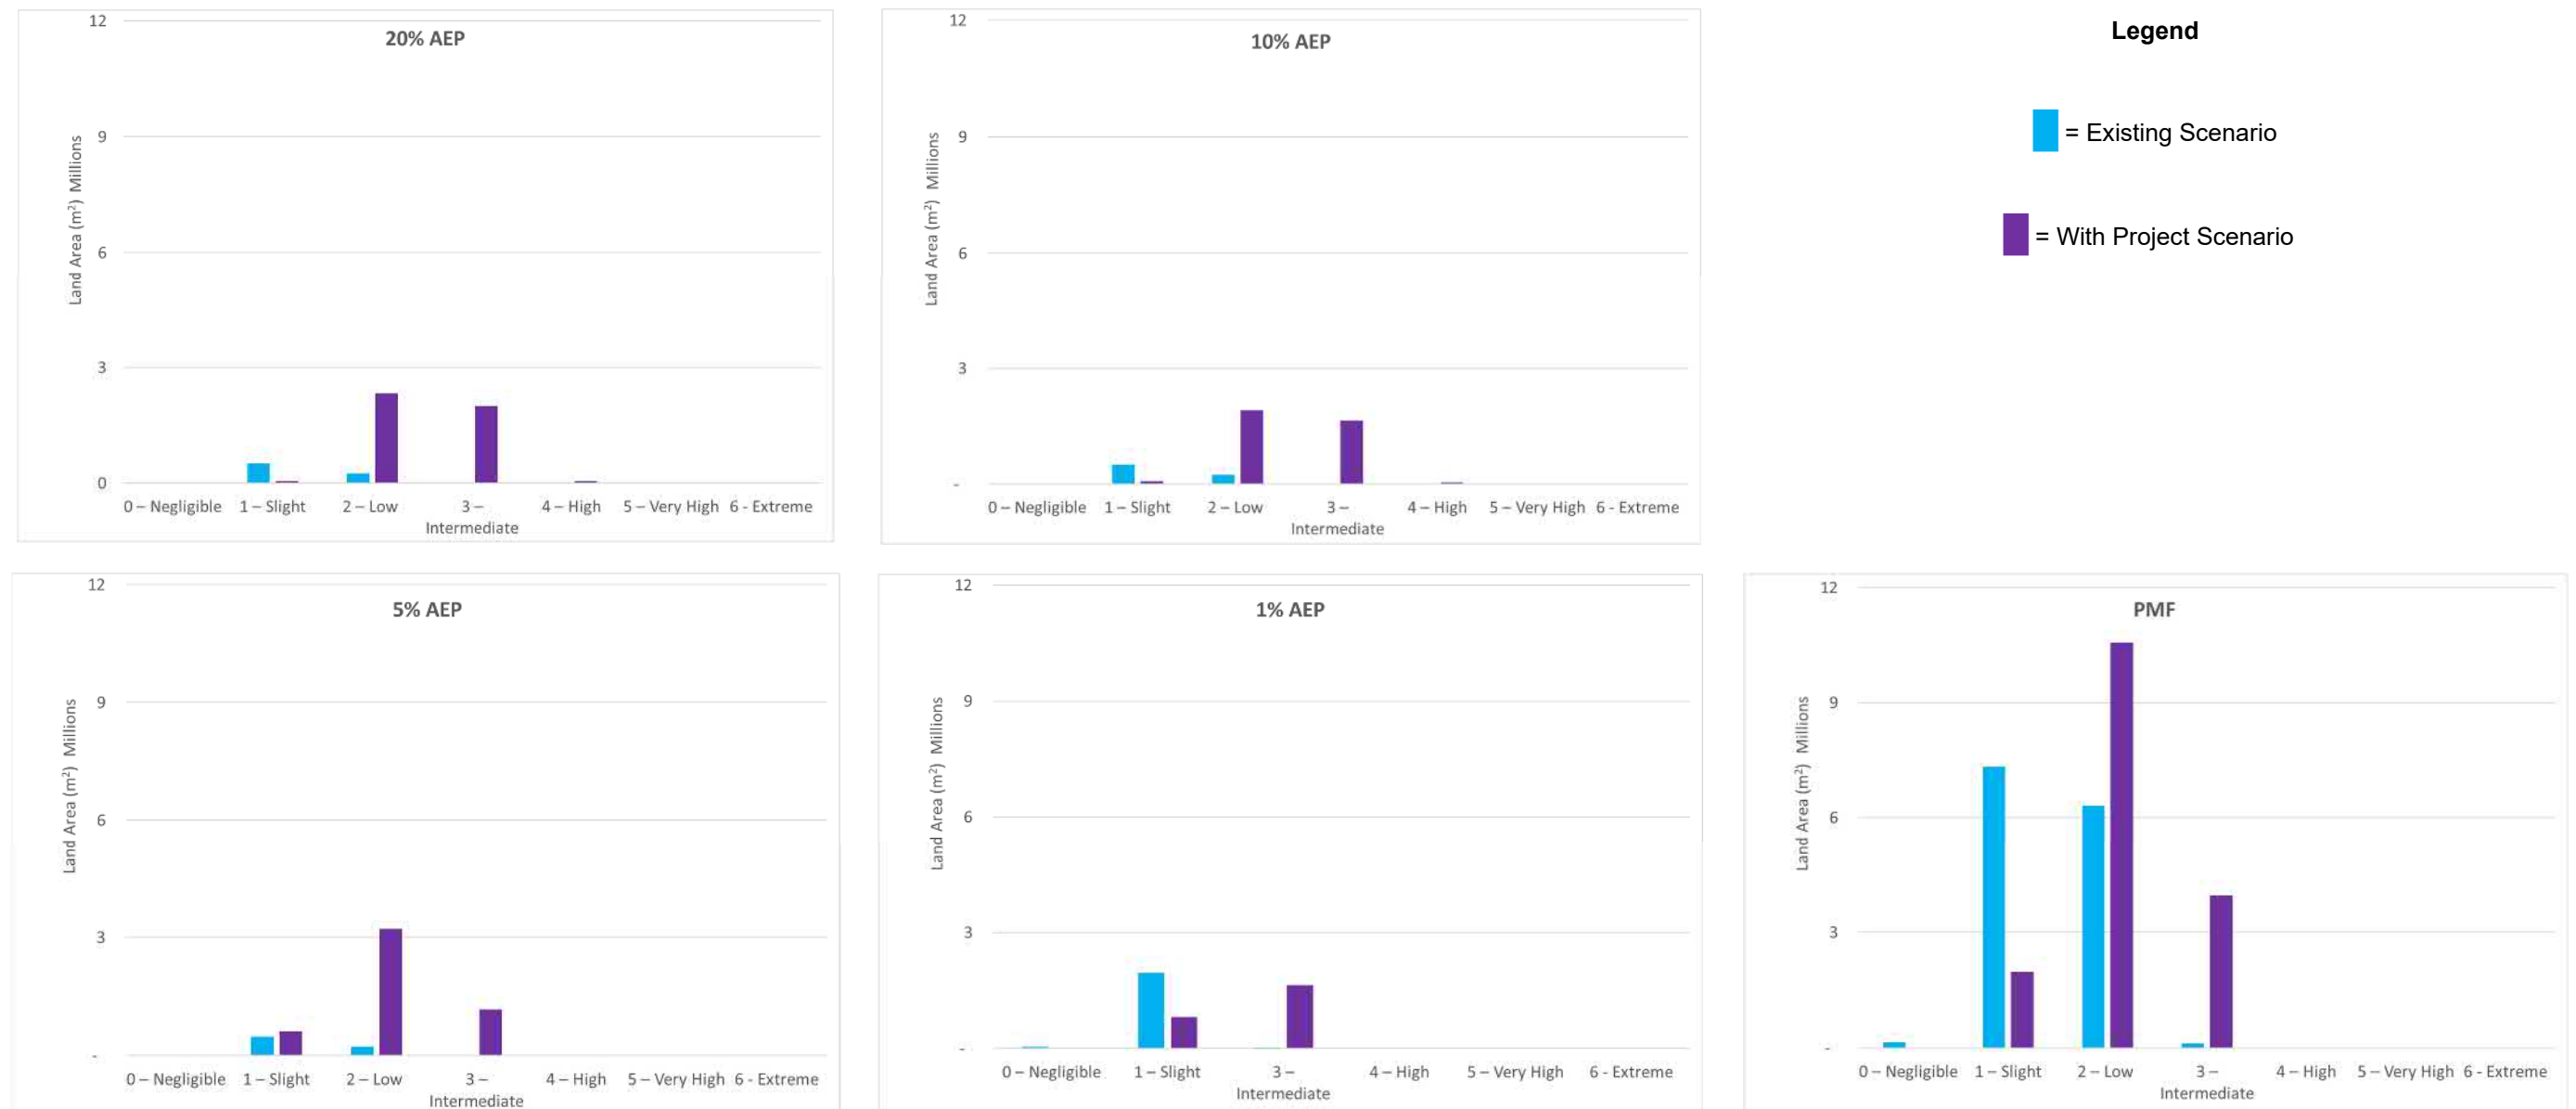 20% AEP
12
9
6
3
0
Land Area (m²) Millions
0 – Negligible 1 – Slight 2 – Low 3 – Intermediate 4 – High 5 – Very High 6 - Extreme
10% AEP
12
9
6
3
-
Land Area (m²) Millions
0 – Negligible 1 – Slight 2 – Low 3 – Intermediate 4 – High 5 – Very High 6 - Extreme
Legend
= Existing Scenario
= With Project Scenario
5% AEP
12
9
6
3
-
Land Area (m²) Millions
0 – Negligible 1 – Slight 2 – Low 3 – Intermediate 4 – High 5 – Very High 6 - Extreme
1% AEP
12
9
6
3
-
Land Area (m²) Millions
0 – Negligible 1 – Slight 3 – Intermediate 4 – High 5 – Very High 6 - Extreme
PMF
12
9
6
3
-
Land Area (m²) Millions
0 – Negligible 1 – Slight 2 – Low 3 – Intermediate 4 – High 5 – Very High 6 - Extreme